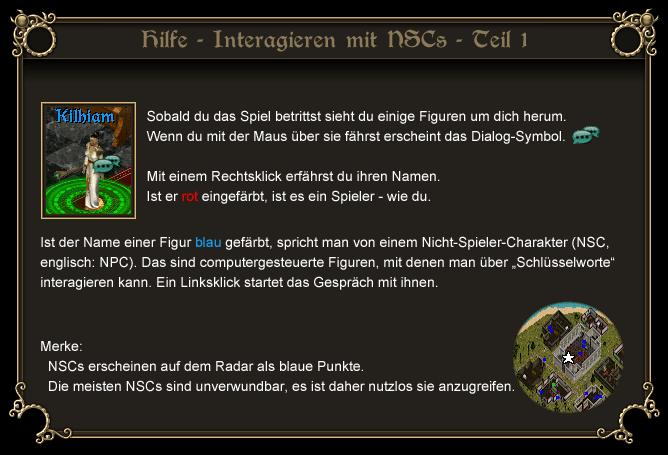 Hilfe - Interagieren mit NSCs - Teil 1
Kilhiam
Sobald du das Spiel betrittst sieht du einige Figuren um dich herum.
Wenn du mit der Maus über sie fährst erscheint das Dialog-Symbol.
Mit einem Rechtsklick erfährst du ihren Namen.
Ist er rot eingefärbt, ist es ein Spieler - wie du.
Ist der Name einer Figur blau gefärbt, spricht man von einem Nicht-Spieler-Charakter (NSC,
englisch: NPC). Das sind computergesteuerte Figuren, mit denen man über „Schlüsselworte“
interagieren kann. Ein Linksklick startet das Gespräch mit ihnen.
Merke:
NSCs erscheinen auf dem Radar als blaue Punkte.
Die meisten NSCs sind unverwundbar, es ist daher nutzlos sie anzugreifen.